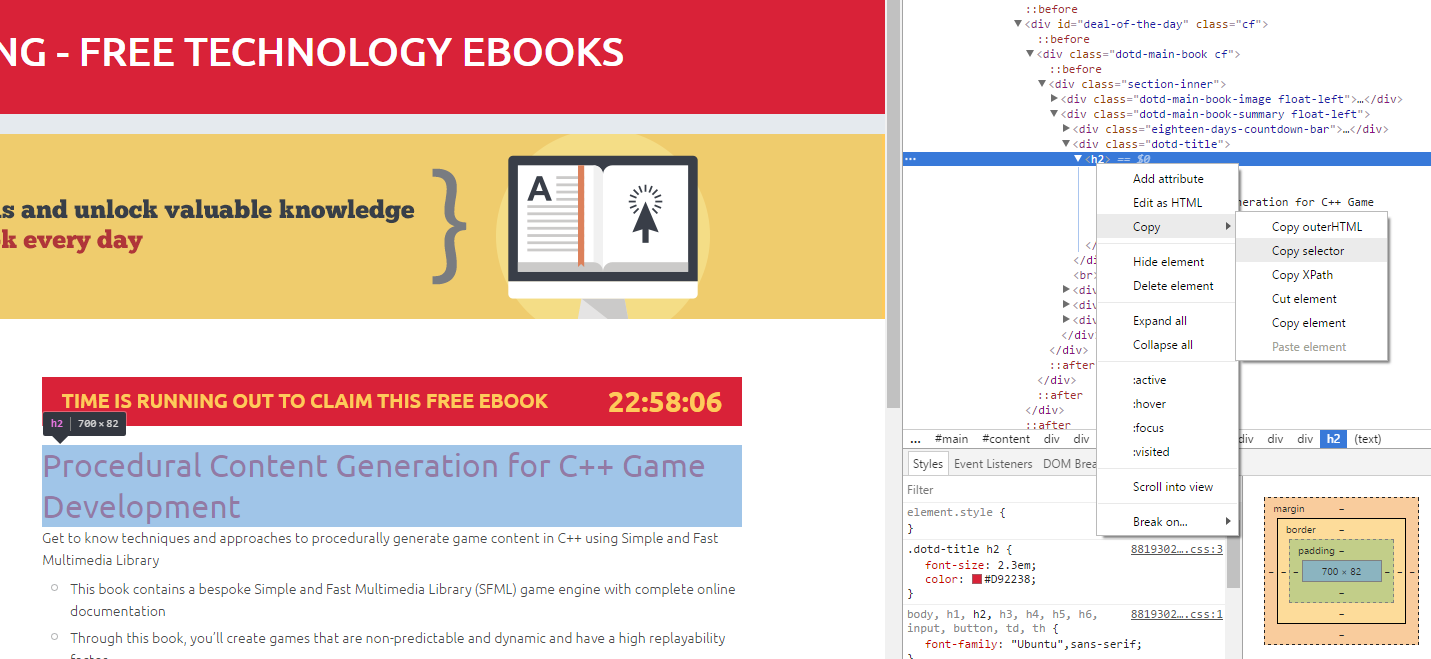 NG - FREE TECHNOLOGY EBOOKS
ls and unlock valuable knowledge
k every day
A
TIME IS RUNNING OUT TO CLAIM THIS FREE EBOOK 22:58:06
h2 700 × 82
Procedural Content Generation for C++ Game
Development
Get to know techniques and approaches to procedurally generate game content in C++ using Simple and Fast
Multimedia Library
This book contains a bespoke Simple and Fast Multimedia Library (SFML) game engine with complete online
documentation
Through this book, you'll create games that are non-predictable and dynamic and have a high replayability
factor
::before
▼<div id="deal-of-the-day" class="cf">
::before
▼<div class="dotd-main-book cf">
::before
▼<div class="section-inner">
▶<div class="dotd-main-book-image float-left">…</div>
▼<div class="dotd-main-book-summary float-left">
▶<div class="eighteen-days-countdown-bar">…</div>
▼<div class="dotd-title">
… ▼<h2> == $0
neration for C++ Game
</
</di
<br>
▶<div
▶<div
▶<div
</div>
</div>
::after
</div>
::after
</div>
::after
Add attribute
Edit as HTML
Copy
Hide element
Delete element
Expand all
Collapse all
:active
:hover
:focus
:visited
Scroll into view
Break on...
Copy outerHTML
Copy selector
Copy XPath
Cut element
Copy element
Paste element
... #main #content div div div div div h2 (text)
Styles Event Listeners DOM Brea
Filter
element.style {
}
.dotd-title h2 { 8819302….css:3
font-size: 2.3em;
color: #D92238;
}
body, h1, h2, h3, h4, h5, h6, 8819302….css:1
input, button, td, th {
font-family: "Ubuntu",sans-serif;
}
margin –
border –
padding –
– – – 700 × 82 – – –
–
–
–